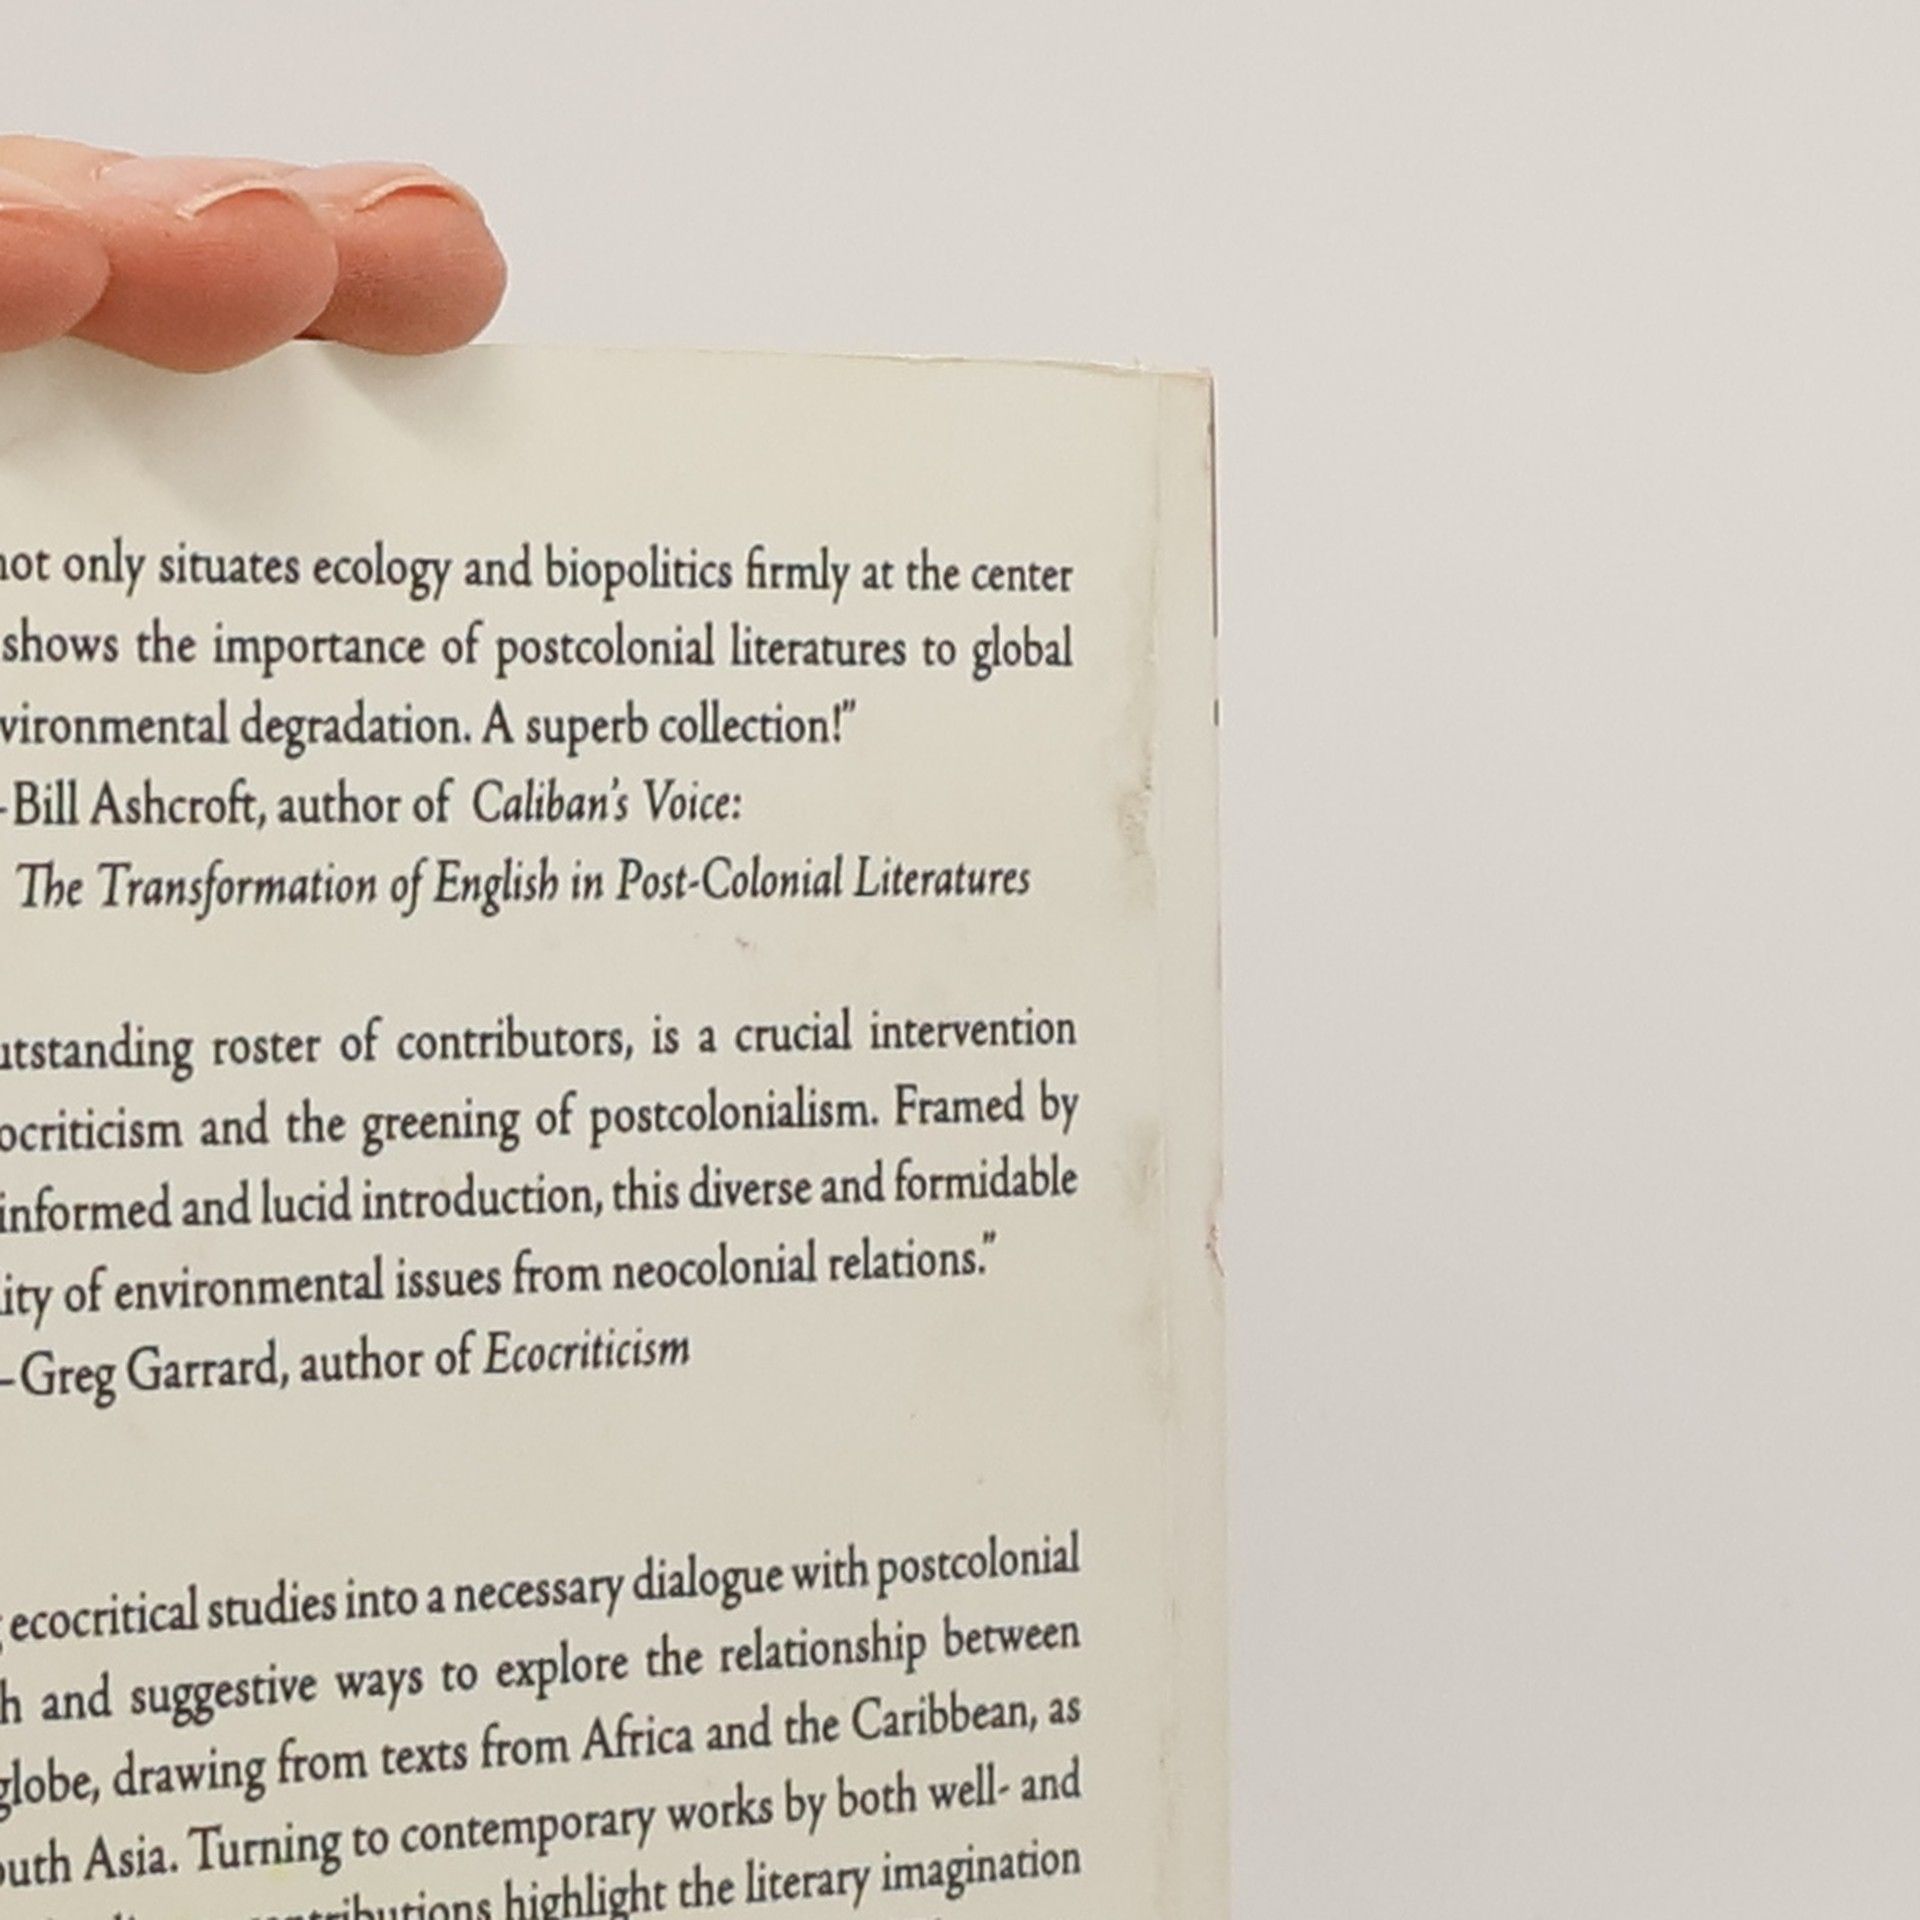 not only situates ecology and biopolitics firmly at the center
shows the importance of postcolonial literatures to global
vironmental degradation. A superb collection!”
-Bill Ashcroft, author of Caliban's Voice:
The Transformation of English in Post-Colonial Literatures
utstanding roster of contributors, is a crucial intervention
ocriticism and the greening of postcolonialism. Framed by
informed and lucid introduction, this diverse and formidable
ity of environmental issues from neocolonial relations.”
–Greg Garrard, author of Ecocriticism
ecocritical studies into a necessary dialogue with postcolonial
h and suggestive ways to explore the relationship between
globe, drawing from texts from Africa and the Caribbean, as
outh Asia. Turning to contemporary works by both well- and
ntributions highlight the literary imagination